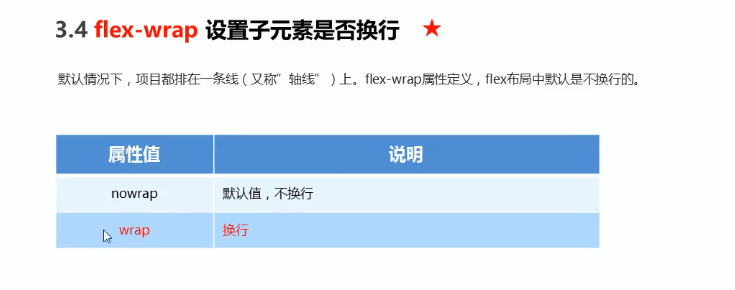 3.4 flex-wrap 设置子元素是否换行 ★
默认情况下，项目都排在一条线（又称”轴线”）上。flex-wrap属性定义，flex布局中默认是不换行的。
属性值 说明
nowrap 默认值，不换行
wrap 换行